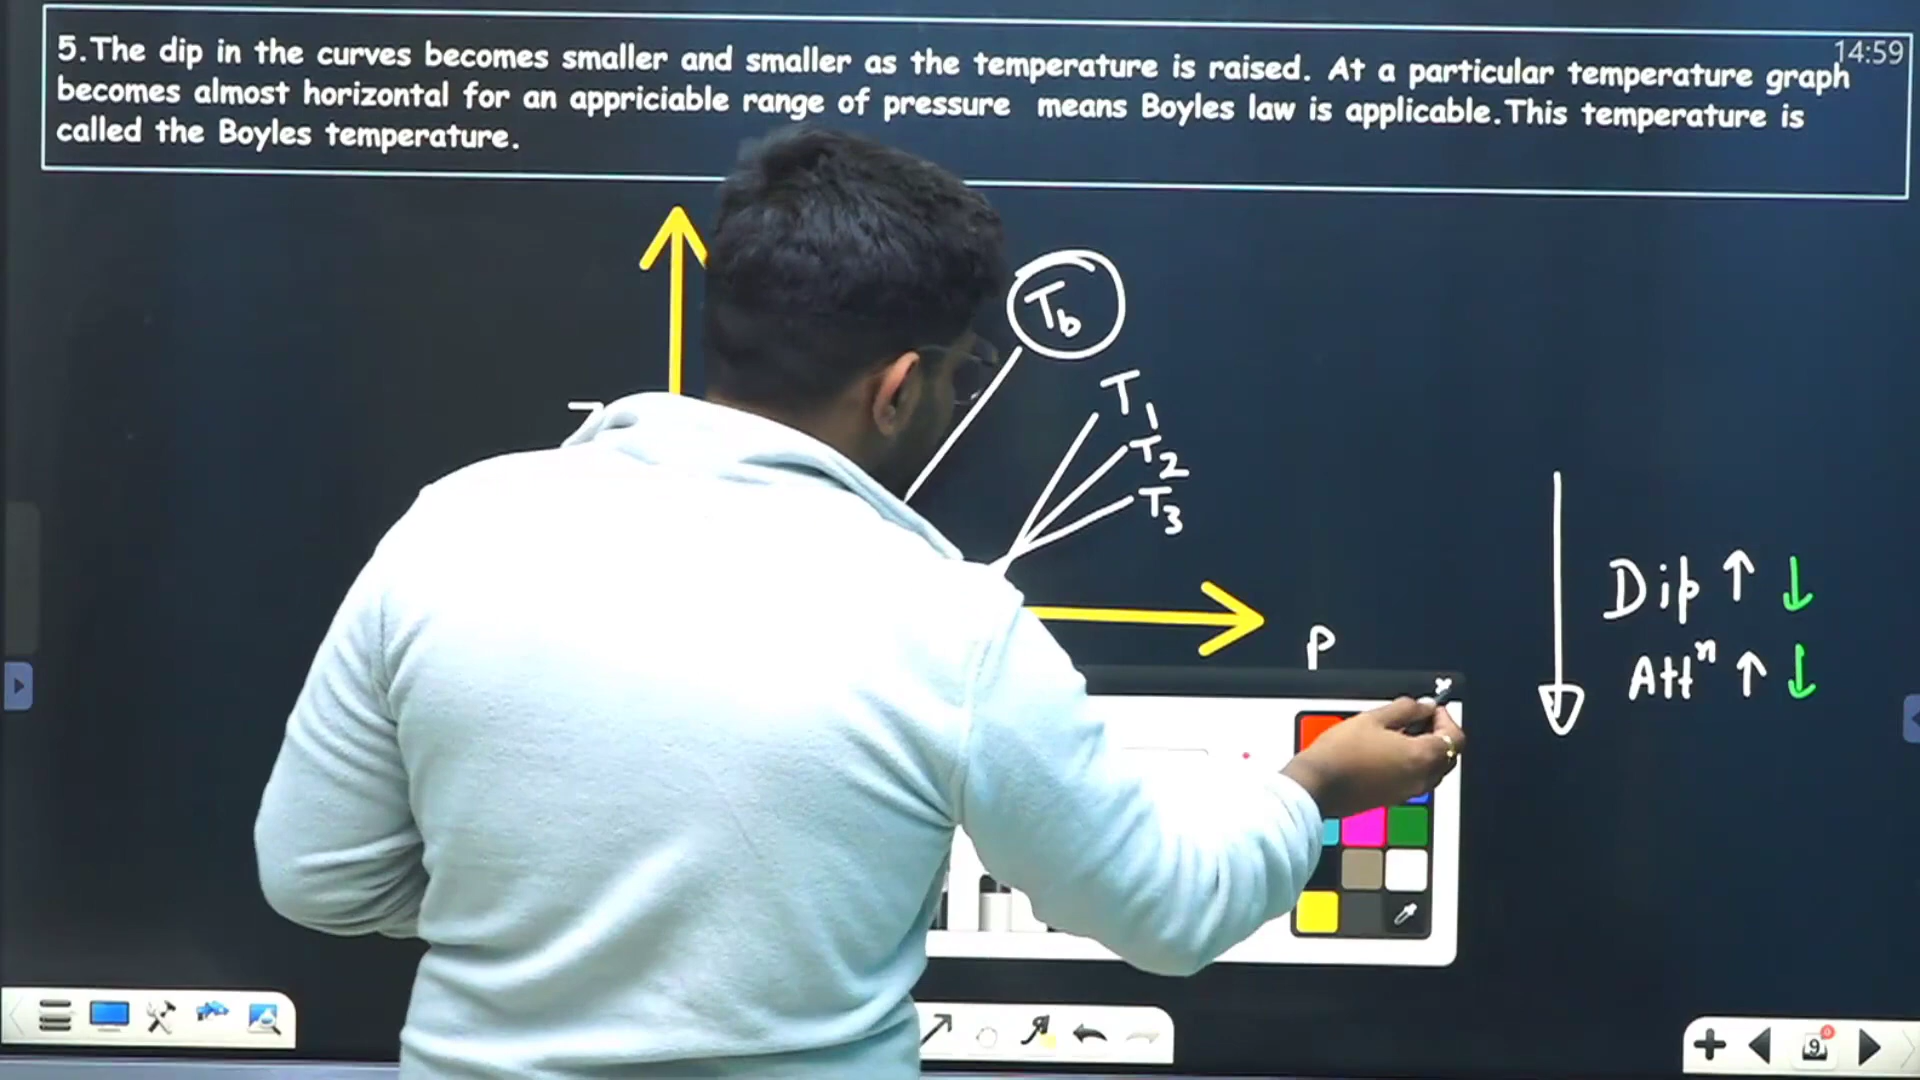 14:59
5.The dip in the curves becomes smaller and smaller as the temperature is raised. At a particular temperature graph
becomes almost horizontal for an appriciable range of pressure means Boyles law is applicable.This temperature is
called the Boyles temperature.
Tb
T1
T2
T3
Dip ↑ ↓
Attⁿ ↑ ↓
P
9